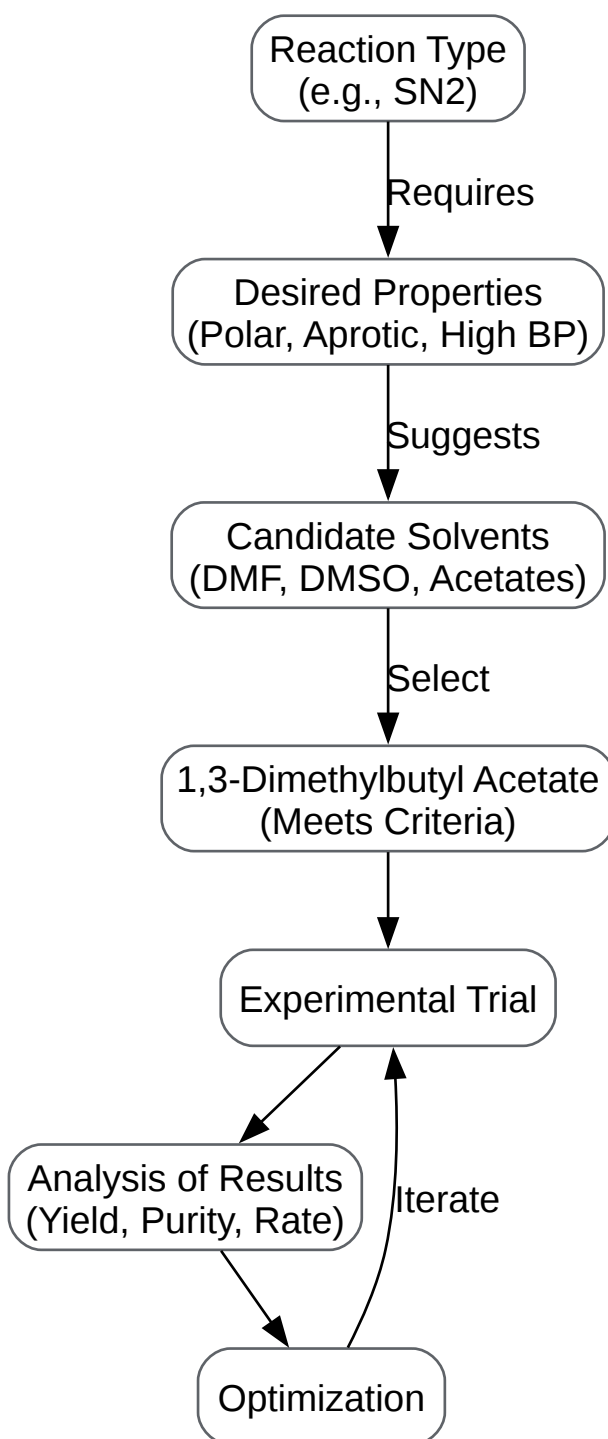 Reaction Type
(e.g., SN2)
Requires
Desired Properties
(Polar, Aprotic, High BP)
Suggests
Candidate Solvents
(DMF, DMSO, Acetates)
Select
1,3-Dimethylbutyl Acetate
(Meets Criteria)
Experimental Trial
Analysis of Results
(Yield, Purity, Rate)
Iterate
Optimization